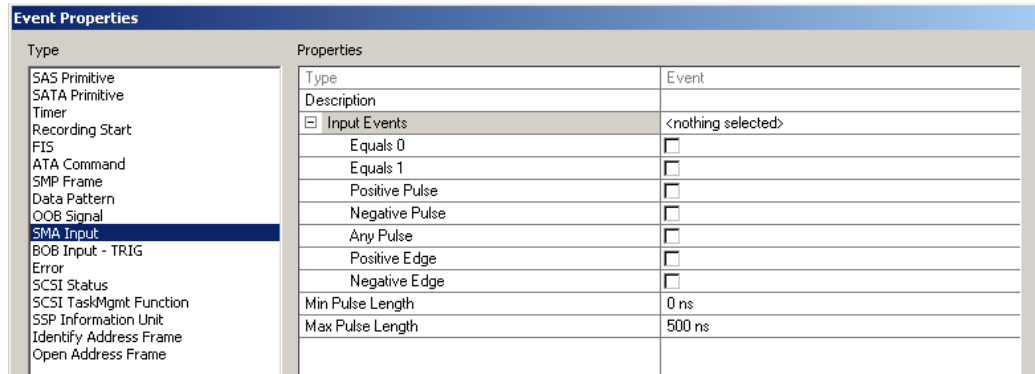 Event Properties
Type
SAS Primitive
SATA Primitive
Timer
Recording Start
FIS
ATA Command
SMP Frame
Data Pattern
OOB Signal
SMA Input
BOB Input - TRIG
Error
SCSI Status
SCSI TaskMgmt Function
SSP Information Unit
Identify Address Frame
Open Address Frame
Properties
Type Event
Description
Input Events <nothing selected>
Equals 0
Equals 1
Positive Pulse
Negative Pulse
Any Pulse
Positive Edge
Negative Edge
Min Pulse Length 0 ns
Max Pulse Length 500 ns